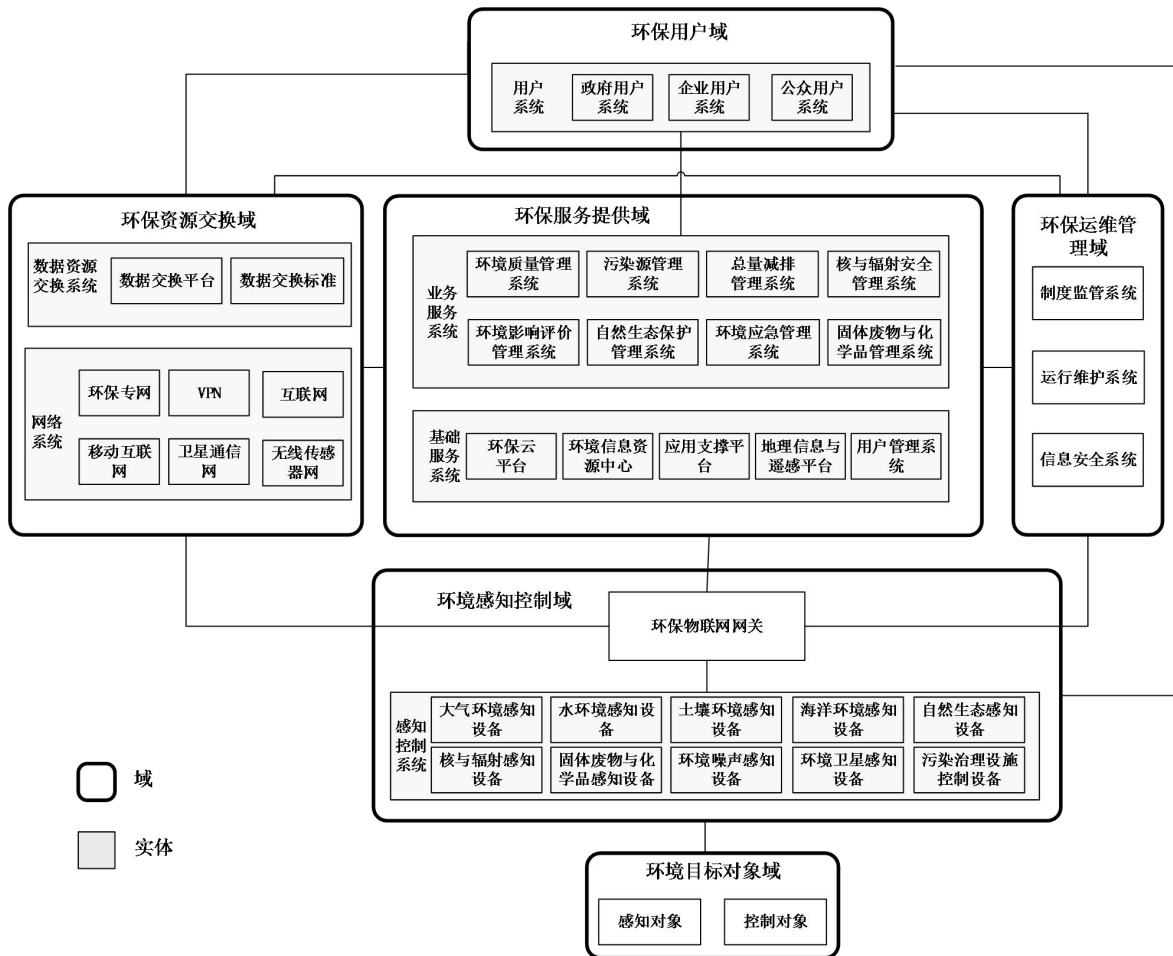 环保用户域
用户
系统
政府用户
系统
企业用户
系统
公众用户
系统
环保资源交换域
数据资源
交换系统
数据交换平台
数据交换标准
网络
系统
环保专网
VPN
互联网
移动互联
网
卫星通信
网
无线传感
器网
环保服务提供域
业务
服务
系统
环境质量管理
系统
污染源管理
系统
总量减排
管理系统
核与辐射安全
管理系统
环境影响评价
管理系统
自然生态保护
管理系统
环境应急管理
系统
固体废物与化
学品管理系统
基础
服务
系统
环保云
平台
环境信息资
源中心
应用支撑平
台
地理信息与
遥感平台
用户管理系
统
环保运维管
理域
制度监管系统
运行维护系统
信息安全系统
环境感知控制域
环保物联网网关
感知
控制
系统
大气环境感知
设备
水环境感知设
备
土壤环境感知
设备
海洋环境感知
设备
自然生态感知
设备
核与辐射感知
设备
固体废物与化
学品感知设备
环境噪声感知
设备
环境卫星感知
设备
污染治理设施
控制设备
域
实体
环境目标对象域
感知对象
控制对象